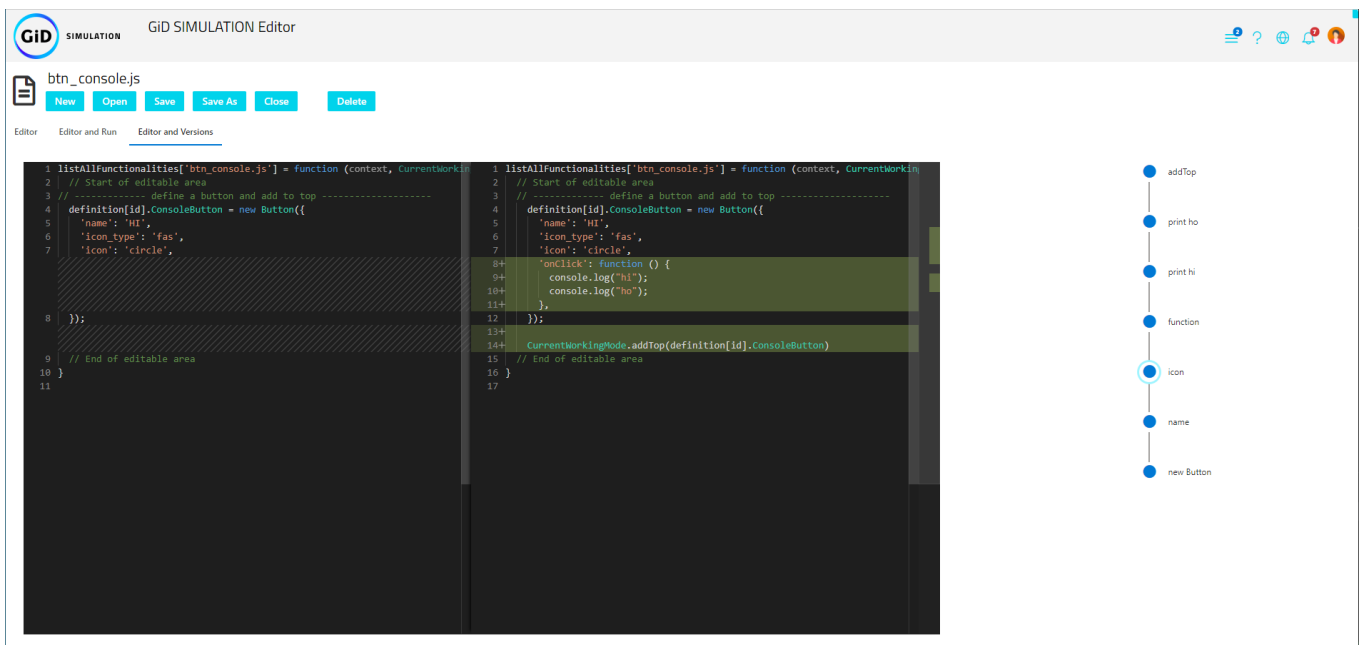 GiD SIMULATION GiD SIMULATION Editor
2 7
btn_console.js
New Open Save Save As Close Delete
Editor Editor and Run Editor and Versions
1 listAllFunctionalities['btn_console.js'] = function (context, CurrentWorkin
2 // Start of editable area
3 // ------------- define a button and add to top --------------------
4 definition[id].ConsoleButton = new Button({
5 'name': 'HI',
6 'icon_type': 'fas',
7 'icon': 'circle',
8 });
9 // End of editable area
10 }
11
1 listAllFunctionalities['btn_console.js'] = function (context, CurrentWorkin
2 // Start of editable area
3 // ------------- define a button and add to top --------------------
4 definition[id].ConsoleButton = new Button({
5 'name': 'HI',
6 'icon_type': 'fas',
7 'icon': 'circle',
8+ 'onClick': function () {
9+ console.log("hi");
10+ console.log("ho");
11+ },
12 });
13+
14+ CurrentWorkingMode.addTop(definition[id].ConsoleButton)
15 // End of editable area
16 }
17
addTop
print ho
print hi
function
icon
name
new Button